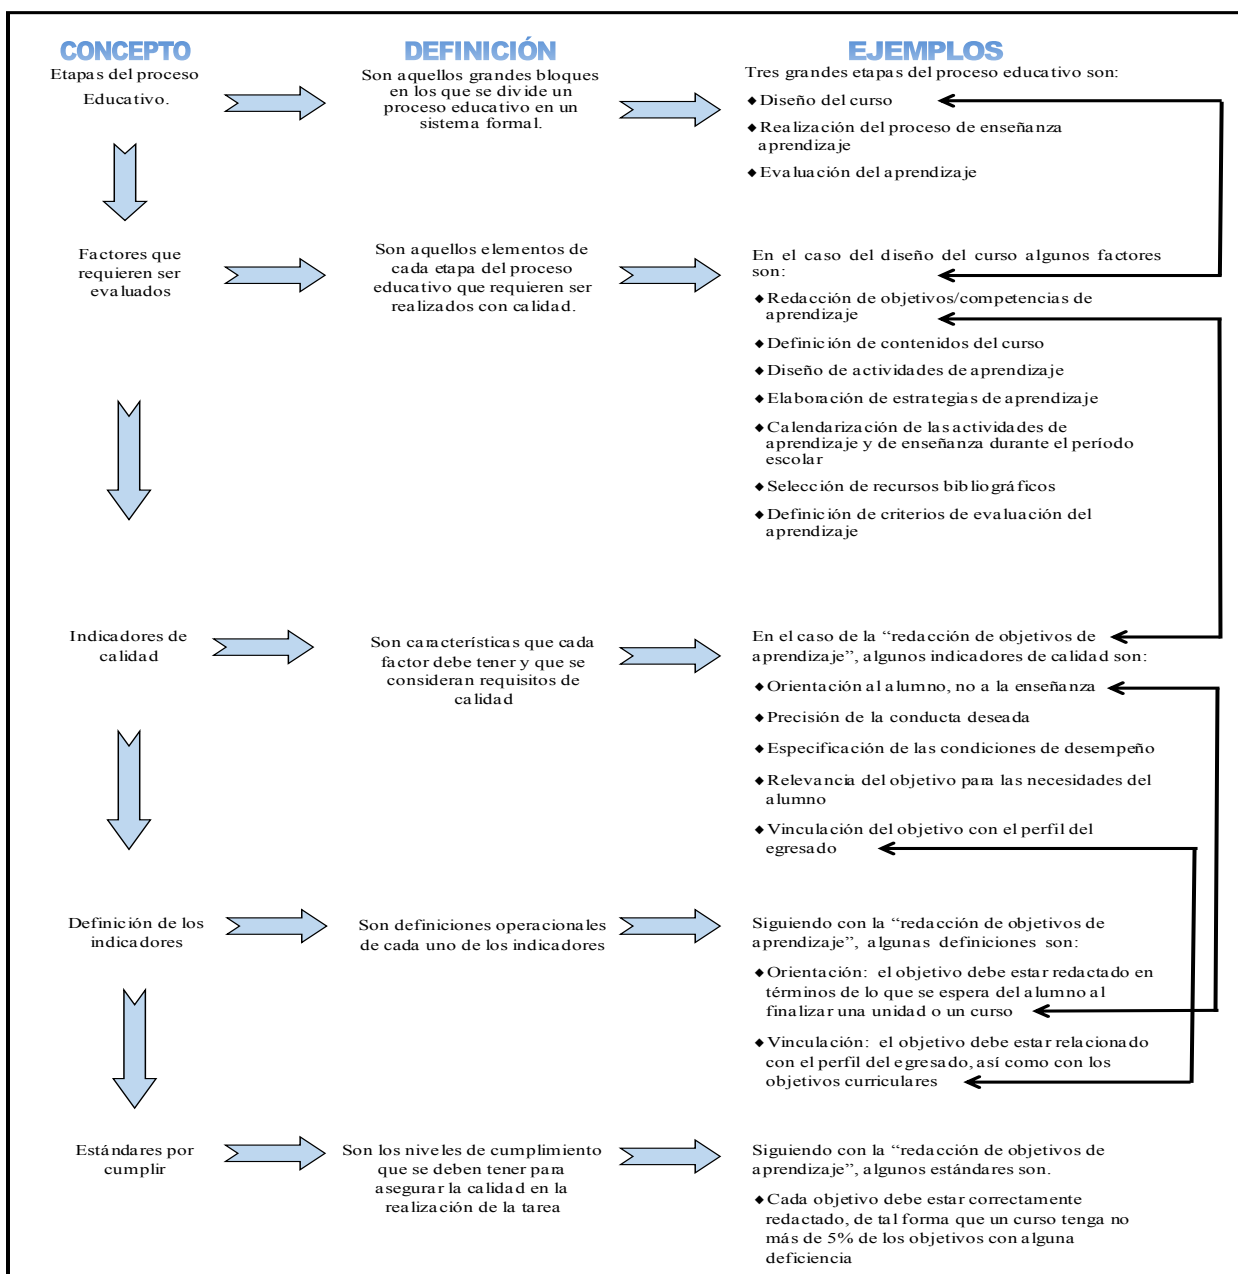 CONCEPTO
DEFINICIÓN
EJEMPLOS
Etapas del proceso
Educativo.
Son aquellos grandes bloques
en los que se divide un
proceso educativo en un
sistema formal.
Tres grandes etapas del proceso educativo son:
◆Diseño del curso
◆Realización del proceso de enseñanza
aprendizaje
◆Evaluación del aprendizaje
Factores que
requieren ser
evaluados
Son aquellos elementos de
cada etapa del proceso
educativo que requieren ser
realizados con calidad.
En el caso del diseño del curso algunos factores
son:
◆Redacción de objetivos/competencias de
aprendizaje
◆Definición de contenidos del curso
◆Diseño de actividades de aprendizaje
◆Elaboración de estrategias de aprendizaje
◆Calendarización de las actividades de
aprendizaje y de enseñanza durante el período
escolar
◆Selección de recursos bibliográficos
◆Definición de criterios de evaluación del
aprendizaje
Indicadores de
calidad
Son características que cada
factor debe tener y que se
consideran requisitos de
calidad
En el caso de la “redacción de objetivos de
aprendizaje”, algunos indicadores de calidad son:
◆Orientación al alumno, no a la enseñanza
◆Precisión de la conducta deseada
◆Especificación de las condiciones de desempeño
◆Relevancia del objetivo para las necesidades del
alumno
◆Vinculación del objetivo con el perfil del
egresado
Definición de los
indicadores
Son definiciones operacionales
de cada uno de los indicadores
Siguiendo con la “redacción de objetivos de
aprendizaje”, algunas definiciones son:
◆Orientación: el objetivo debe estar redactado en
términos de lo que se espera del alumno al
finalizar una unidad o un curso
◆Vinculación: el objetivo debe estar relacionado
con el perfil del egresado, así como con los
objetivos curriculares
Estándares por
cumplir
Son los niveles de cumplimiento
que se deben tener para
asegurar la calidad en la
realización de la tarea
Siguiendo con la “redacción de objetivos de
aprendizaje”, algunos estándares son.
◆Cada objetivo debe estar correctamente
redactado, de tal forma que un curso tenga no
más de 5% de los objetivos con alguna
deficiencia